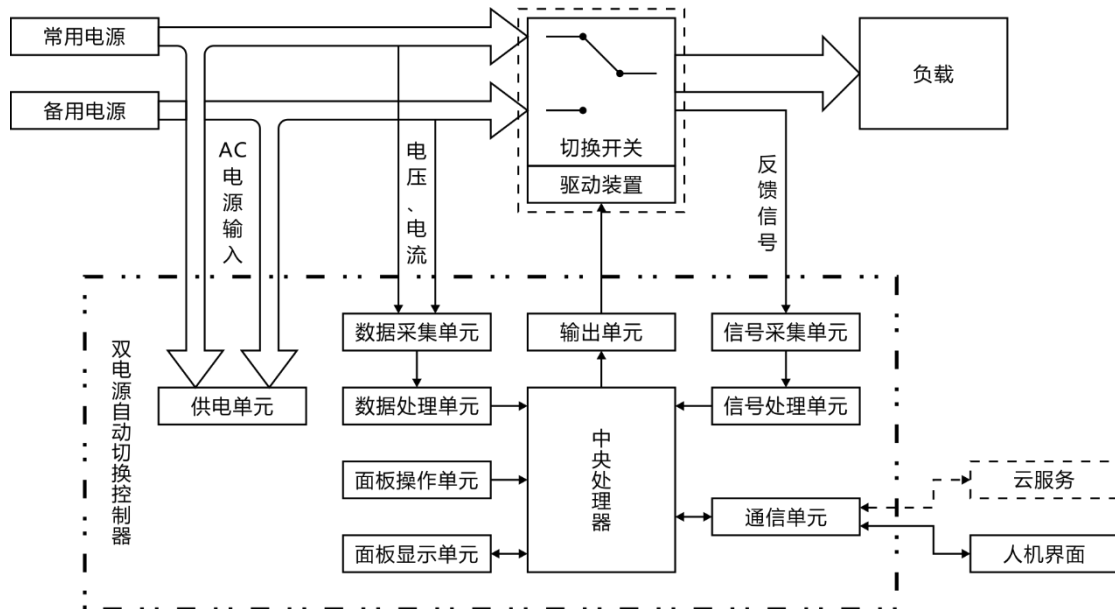 常用电源
备用电源
切换开关
驱动装置
负载
AC
电源输入
电压、电流
反馈信号
双电源自动切换控制器
数据采集单元
输出单元
信号采集单元
供电单元
数据处理单元
中央处理器
信号处理单元
面板操作单元
通信单元
云服务
面板显示单元
人机界面